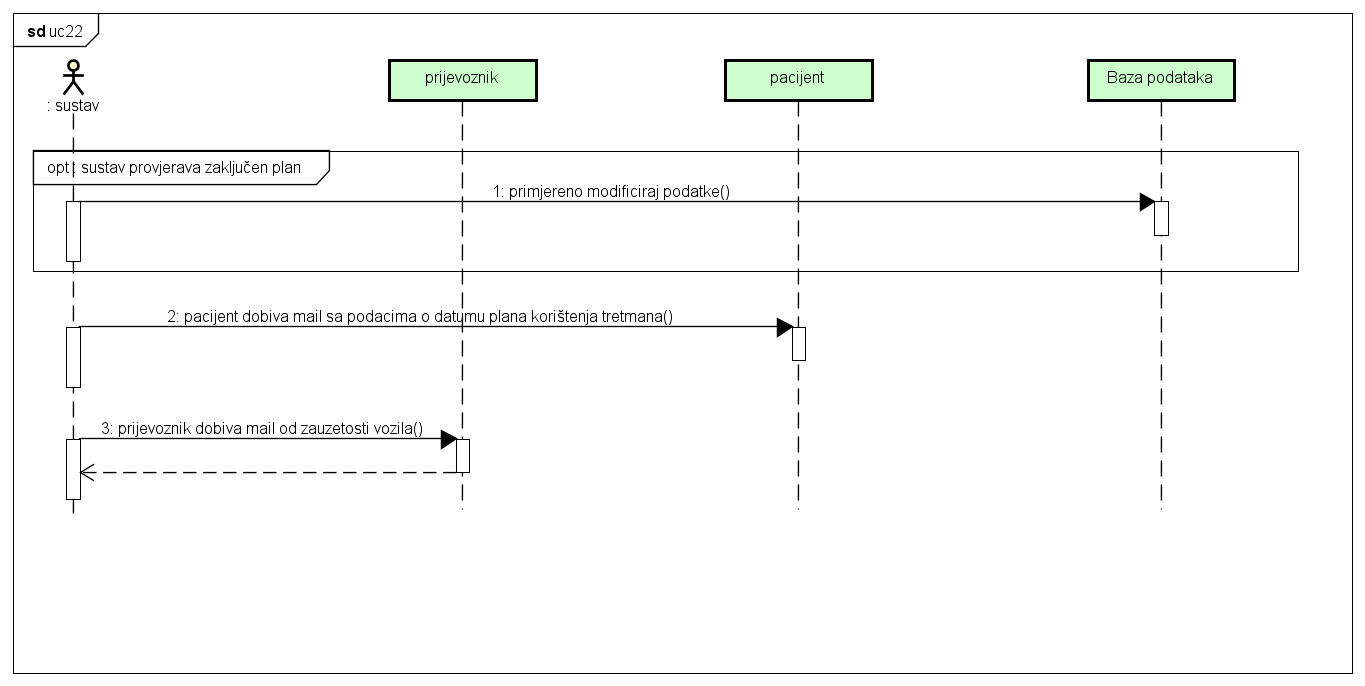 sd uc22
: sustav
prijevoznik
pacijent
Baza podataka
opt : sustav provjerava zaključen plan
1: primjereno modificiraj podatke()
2: pacijent dobiva mail sa podacima o datumu plana korištenja tretmana()
3: prijevoznik dobiva mail od zauzetosti vozila()